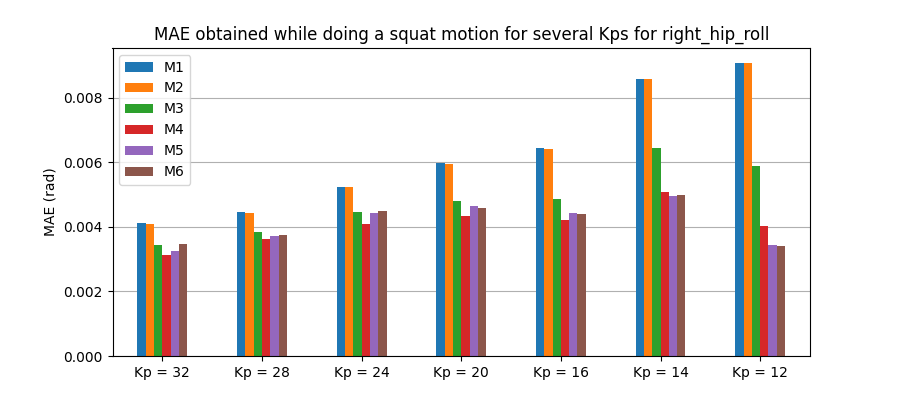 MAE obtained while doing a squat motion for several Kps for right_hip_roll
M1
M2
M3
M4
M5
M6
MAE (rad)
0.008
0.006
0.004
0.002
0.000
Kp = 32
Kp = 28
Kp = 24
Kp = 20
Kp = 16
Kp = 14
Kp = 12